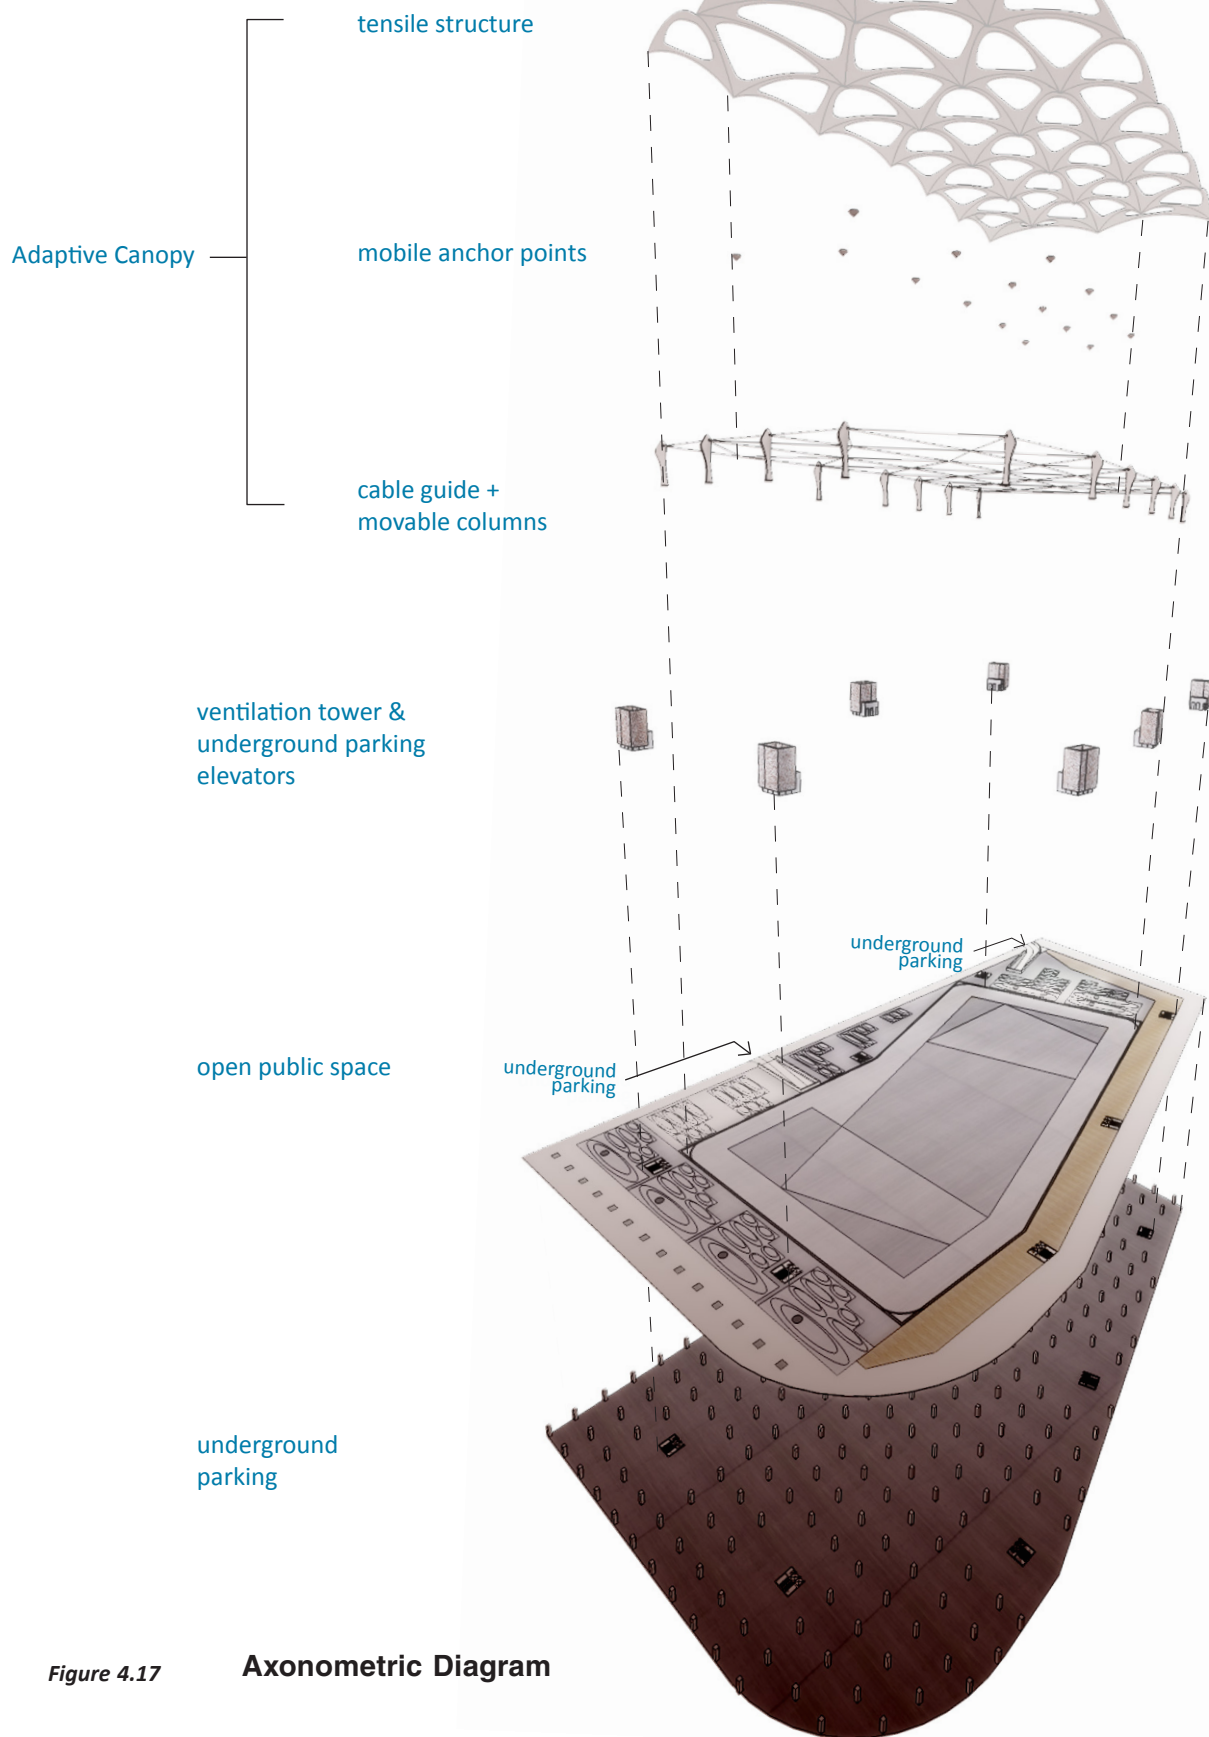 tensile structure
Adaptive Canopy
mobile anchor points
cable guide +
movable columns
ventilation tower &
underground parking
elevators
underground
parking
open public space
underground
parking
underground
parking
Figure 4.17
Axonometric Diagram